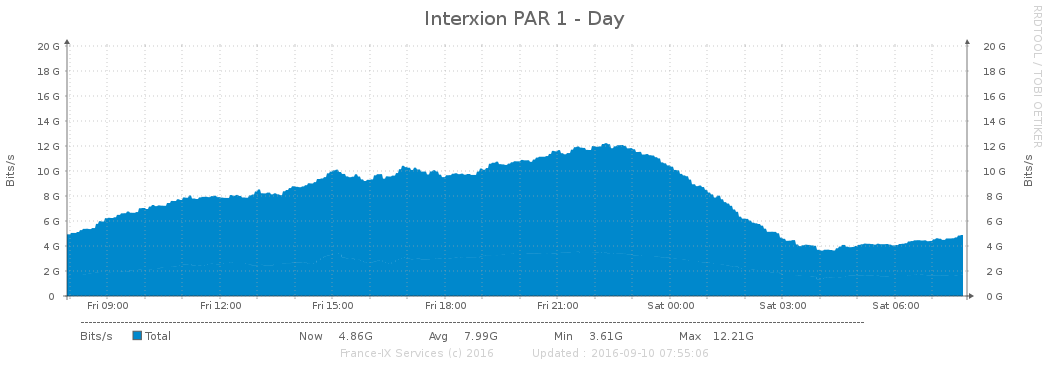 Interxion PAR 1 - Day
RRDTOOL / TOBI OETIKER
Bits/s
20 G 20 G
18 G 18 G
16 G 16 G
14 G 14 G
12 G 12 G
10 G 10 G
8 G 8 G
6 G 6 G
4 G 4 G
2 G 2 G
0 0 G
Bits/s
Fri 09:00 Fri 12:00 Fri 15:00 Fri 18:00 Fri 21:00 Sat 00:00 Sat 03:00 Sat 06:00
Bits/s Total Now 4.86G Avg 7.99G Min 3.61G Max 12.21G
France-IX Services (c) 2016 Updated : 2016-09-10 07:55:06